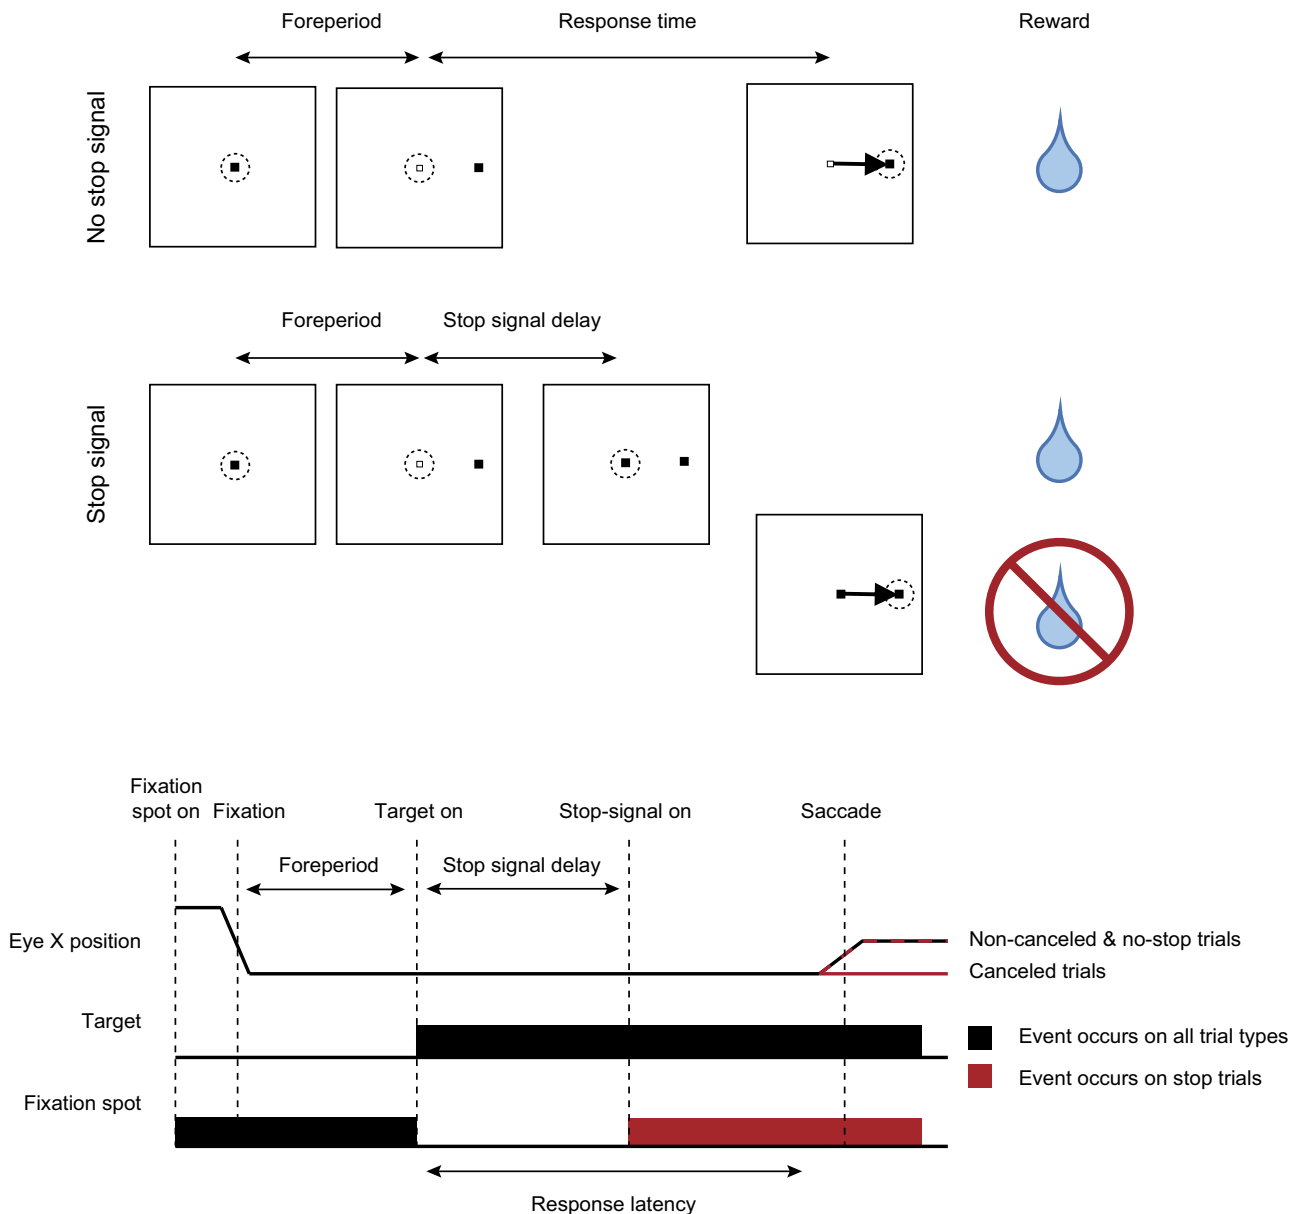 Foreperiod
Response time
Reward
No stop signal
Foreperiod
Stop signal delay
Stop signal
Fixation
spot on
Fixation
Target on
Stop-signal on
Saccade
Foreperiod
Stop signal delay
Eye X position
Non-canceled & no-stop trials
Canceled trials
Target
Event occurs on all trial types
Event occurs on stop trials
Fixation spot
Response latency